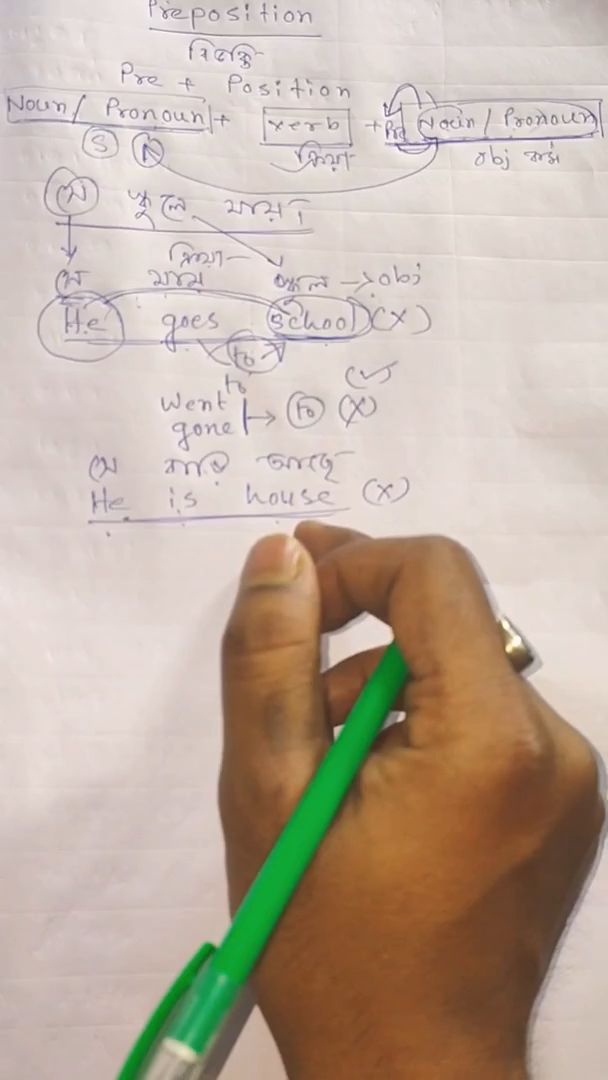 Preposition
বিভক্তি
Pre + Position
Noun / Pronoun + verb + Pre Noun / Pronoun
S N ক্রিয়া obj কর্ম
সে স্কুলে যায়।
ক্রিয়া
সে যায় স্কুল → obj
He goes school (x)
to
to
went
gone → to (x)
সে বাড়ি আছে
He is house (x)